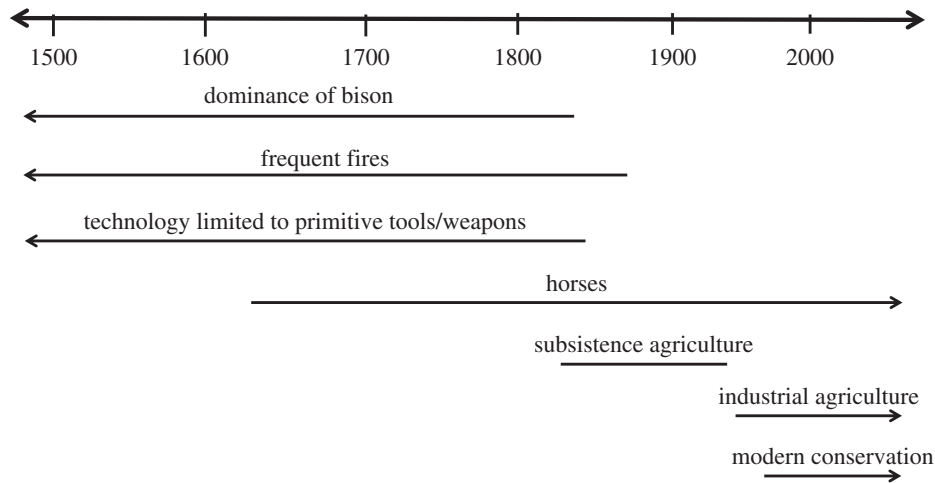 1500 1600 1700 1800 1900 2000
dominance of bison
frequent fires
technology limited to primitive tools/weapons
horses
subsistence agriculture
industrial agriculture
modern conservation